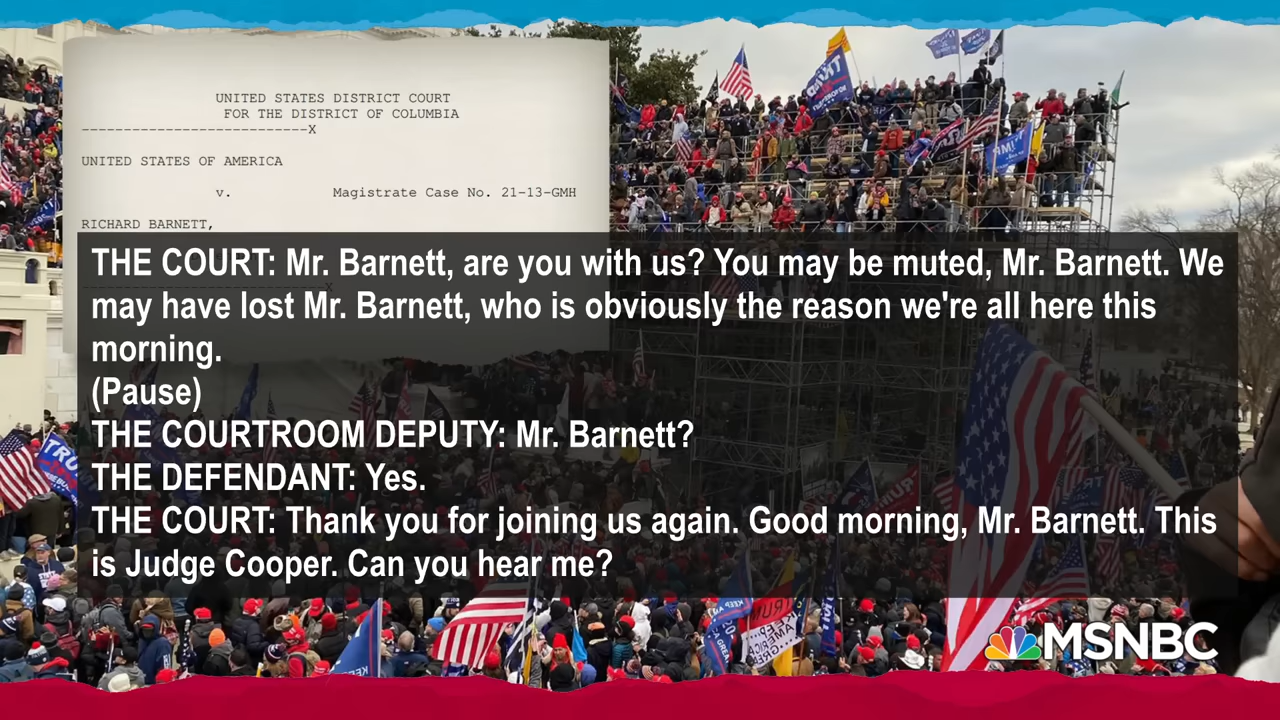 UNITED STATES DISTRICT COURT
FOR THE DISTRICT OF COLUMBIA
---------------------------X
UNITED STATES OF AMERICA
v. Magistrate Case No. 21-13-GMH
RICHARD BARNETT,
THE COURT: Mr. Barnett, are you with us? You may be muted, Mr. Barnett. We
may have lost Mr. Barnett, who is obviously the reason we're all here this
morning.
(Pause)
THE COURTROOM DEPUTY: Mr. Barnett?
THE DEFENDANT: Yes.
THE COURT: Thank you for joining us again. Good morning, Mr. Barnett. This
is Judge Cooper. Can you hear me?
TRUMP
TRUMP
MSNBC